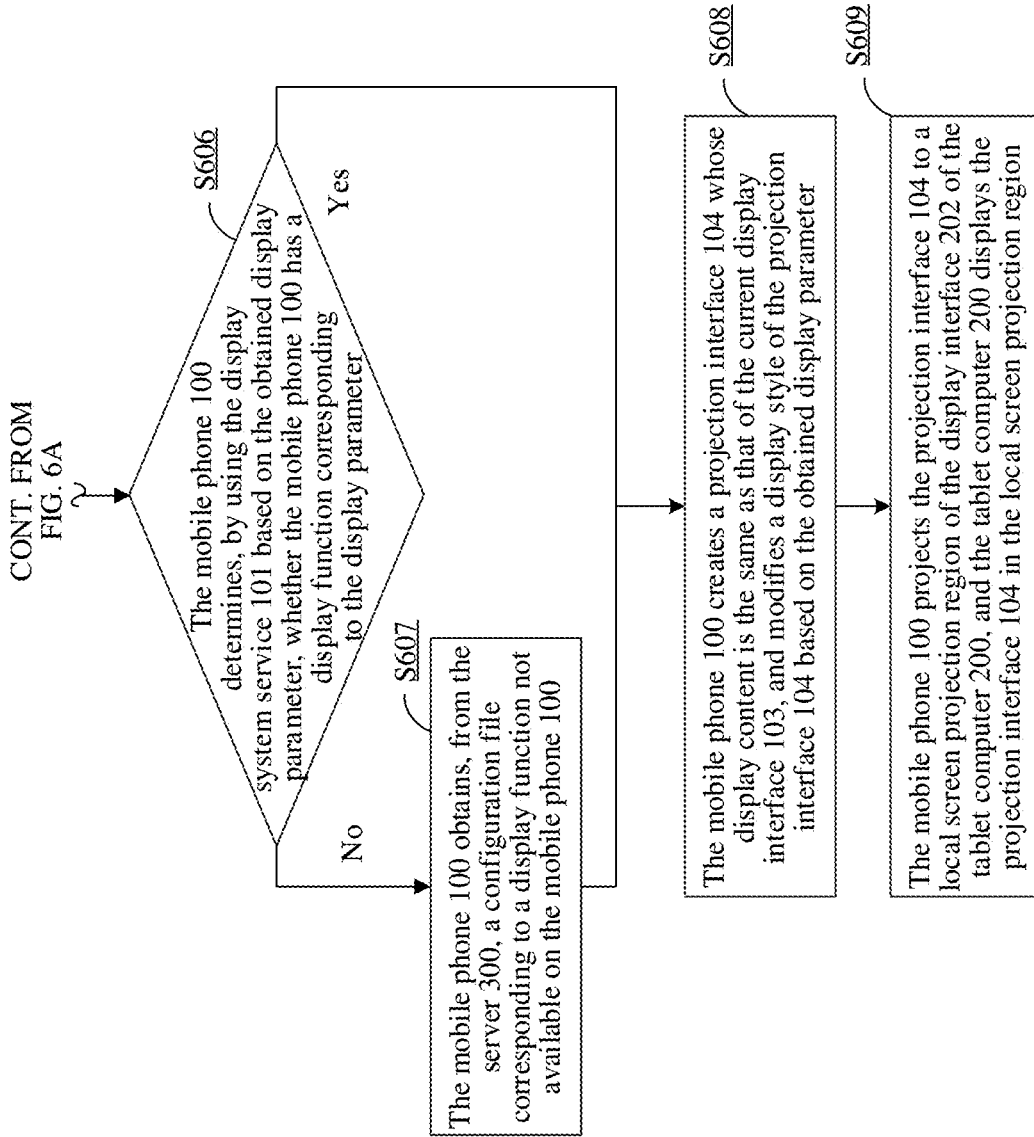 CONT. FROM
FIG. 6A
S606
The mobile phone 100
determines, by using the display
system service 101 based on the obtained display
parameter, whether the mobile phone 100 has a
display function corresponding
to the display parameter
No
Yes
S607
The mobile phone 100 obtains, from the
server 300, a configuration file
corresponding to a display function not
available on the mobile phone 100
S608
The mobile phone 100 creates a projection interface 104 whose
display content is the same as that of the current display
interface 103, and modifies a display style of the projection
interface 104 based on the obtained display parameter
S609
The mobile phone 100 projects the projection interface 104 to a
local screen projection region of the display interface 202 of the
tablet computer 200, and the tablet computer 200 displays the
projection interface 104 in the local screen projection region